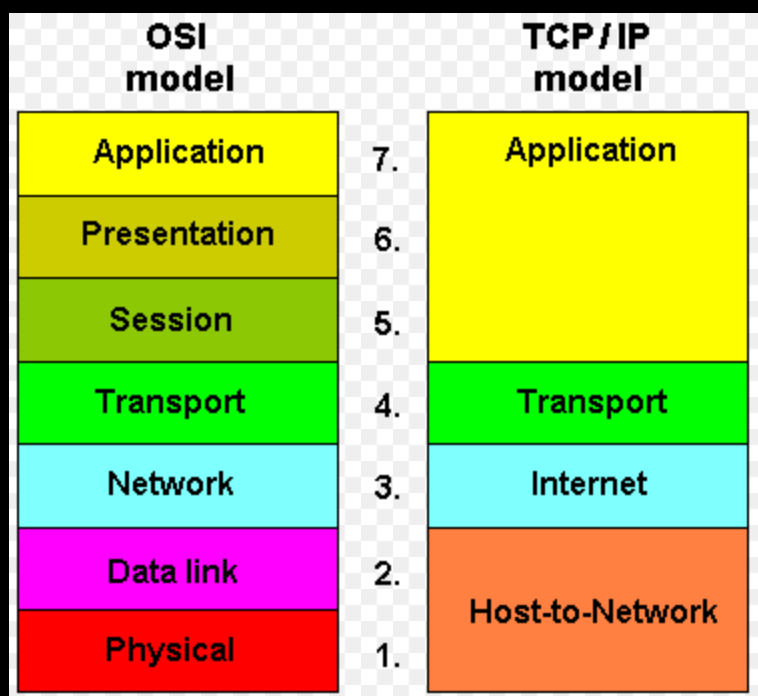 OSI
model
TCP/IP
model
Application
7.
Application
Presentation
6.
Session
5.
Transport
4.
Transport
Network
3.
Internet
Data link
2.
Host-to-Network
Physical
1.